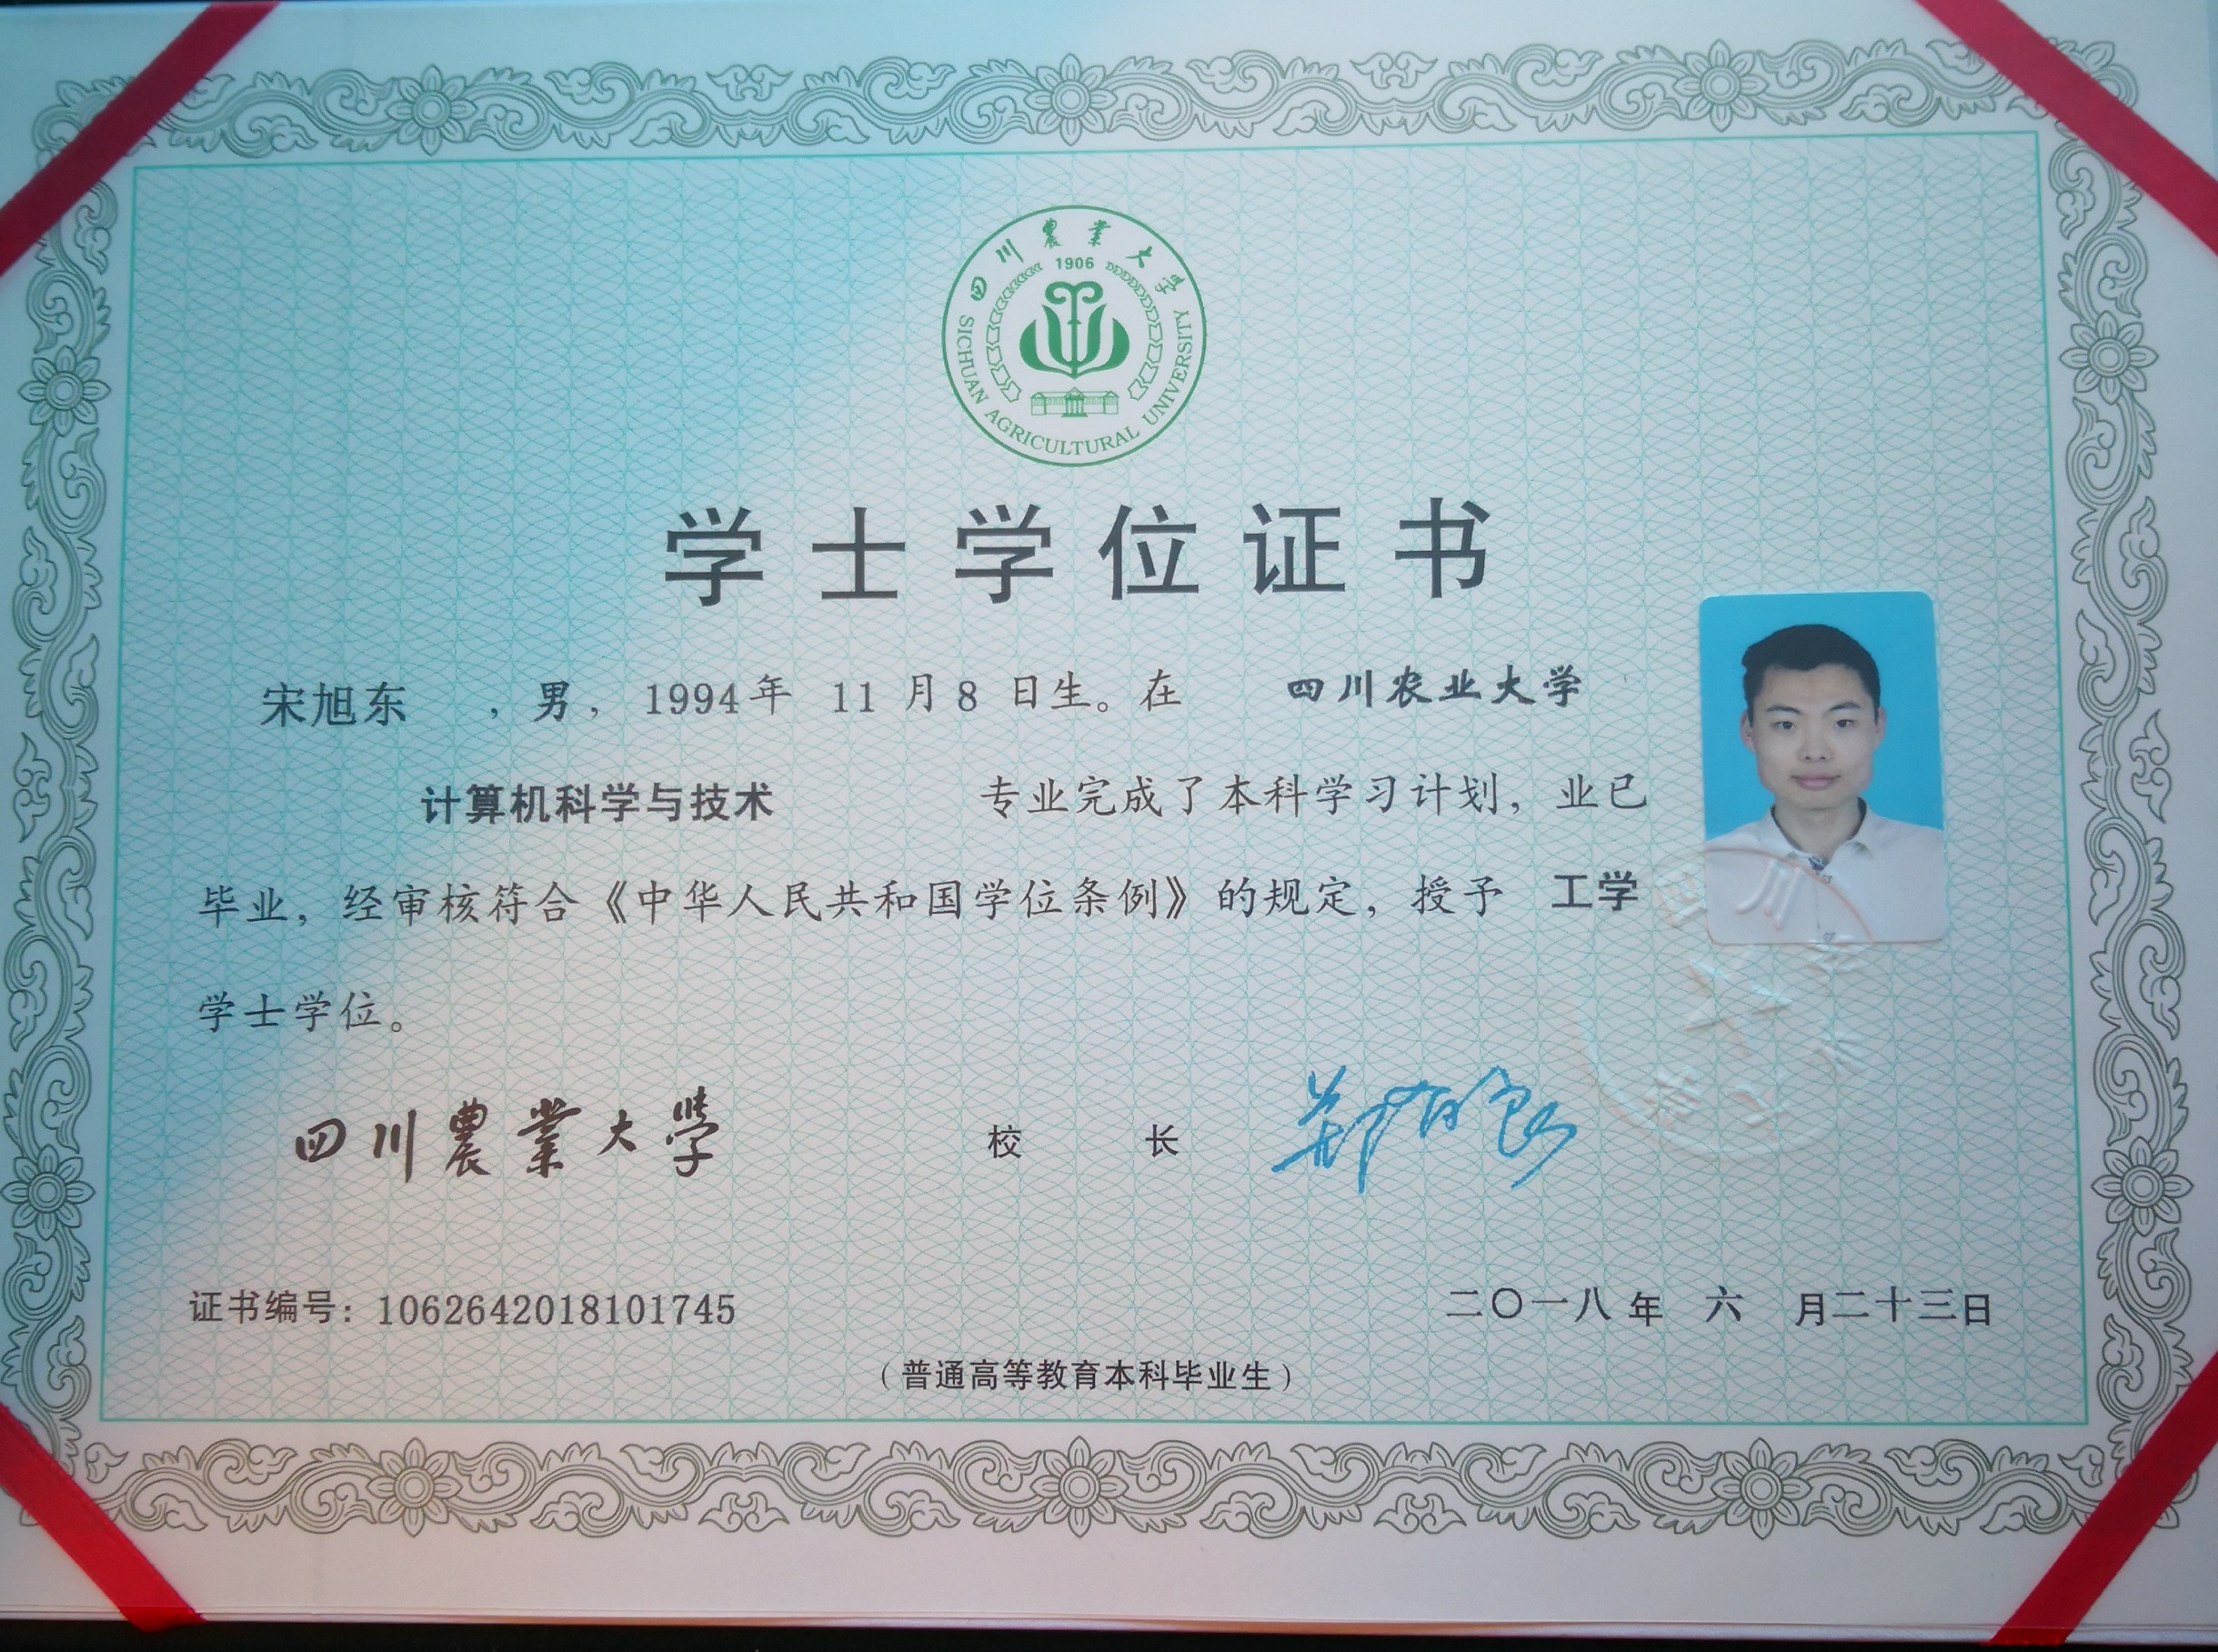 四川農業大学
1906
SICHUAN AGRICULTURAL UNIVERSITY
学士学位证书
宋旭东 ，男， 1994年 11 月 8 日生。在 四川农业大学
计算机科学与技术 专业完成了本科学习计划，业已
毕业，经审核符合《中华人民共和国学位条例》的规定，授予 工学
学士学位。
四川農業大學 校 长 郑有良
证书编号：1062642018101745 二〇一八年 六 月二十三日
（普通高等教育本科毕业生）